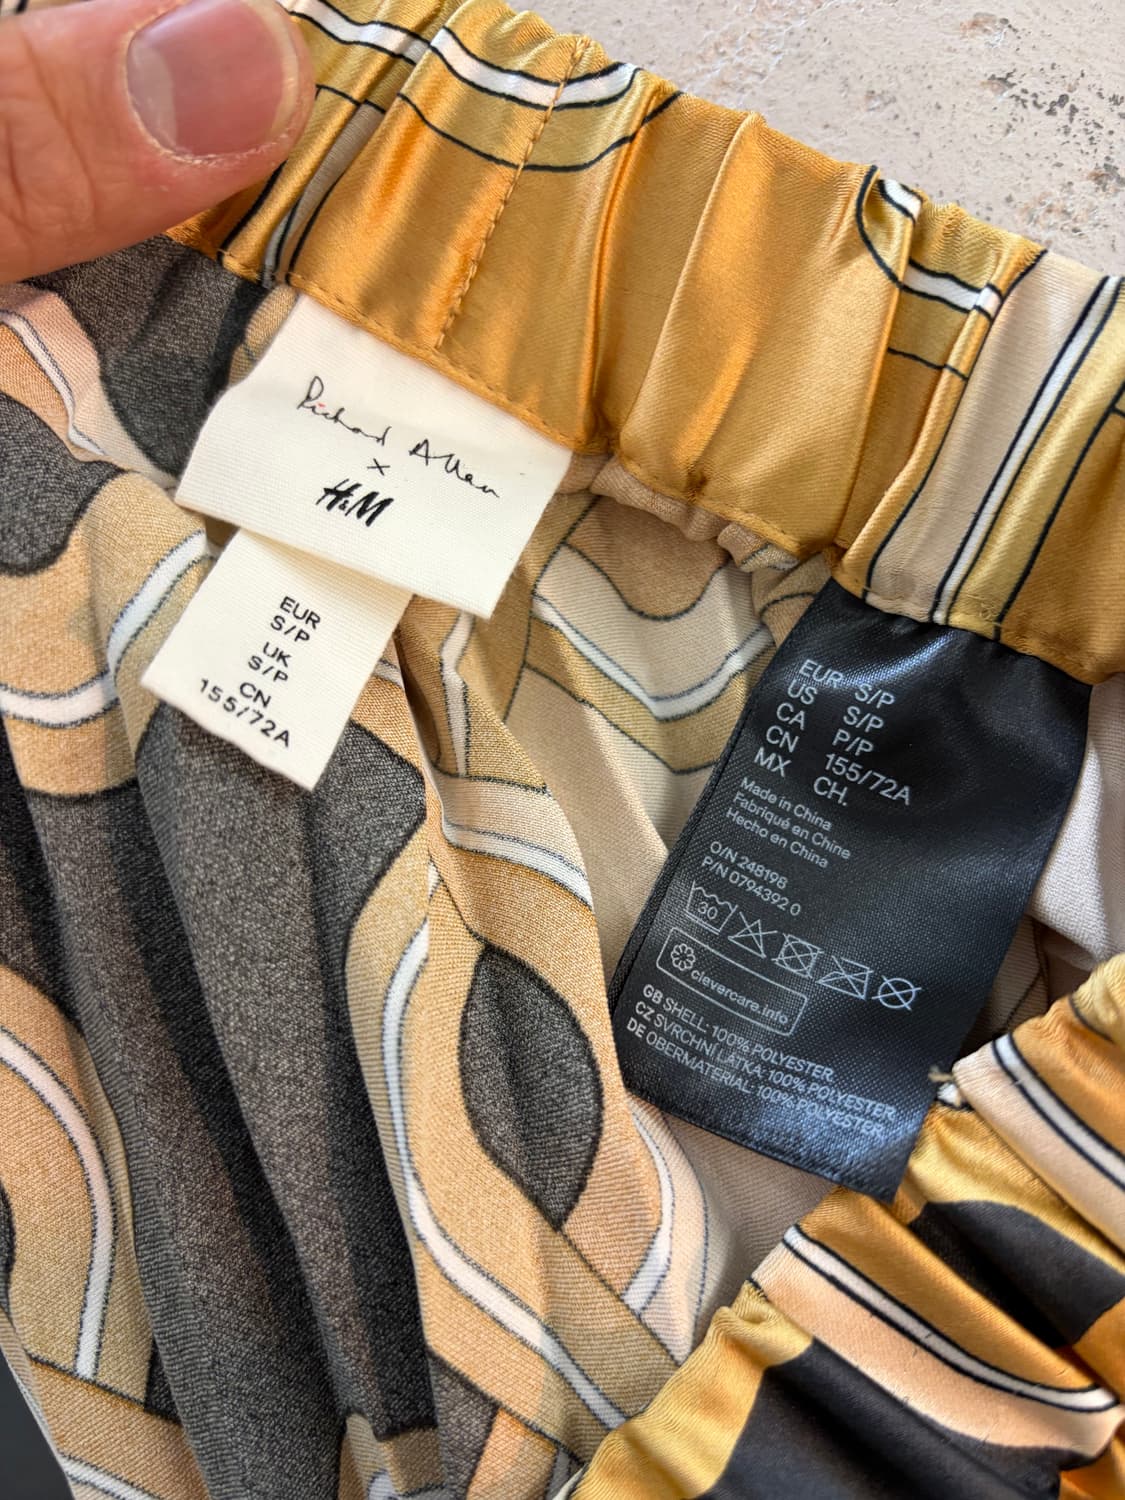 Richard Allan
×
H&M
EUR
S/P
UK
S/P
CN
155/72A
EUR S/P
US S/P
CA P/P
CN 155/72A
MX CH.
Made in China
Fabriqué en Chine
Hecho en China
O/N 248198
P/N 0794392 0
30
clevercare.info
GB SHELL: 100% POLYESTER.
CZ SVRCHNÍ LÁTKA: 100% POLYESTER.
DE OBERMATERIAL: 100% POLYESTER.